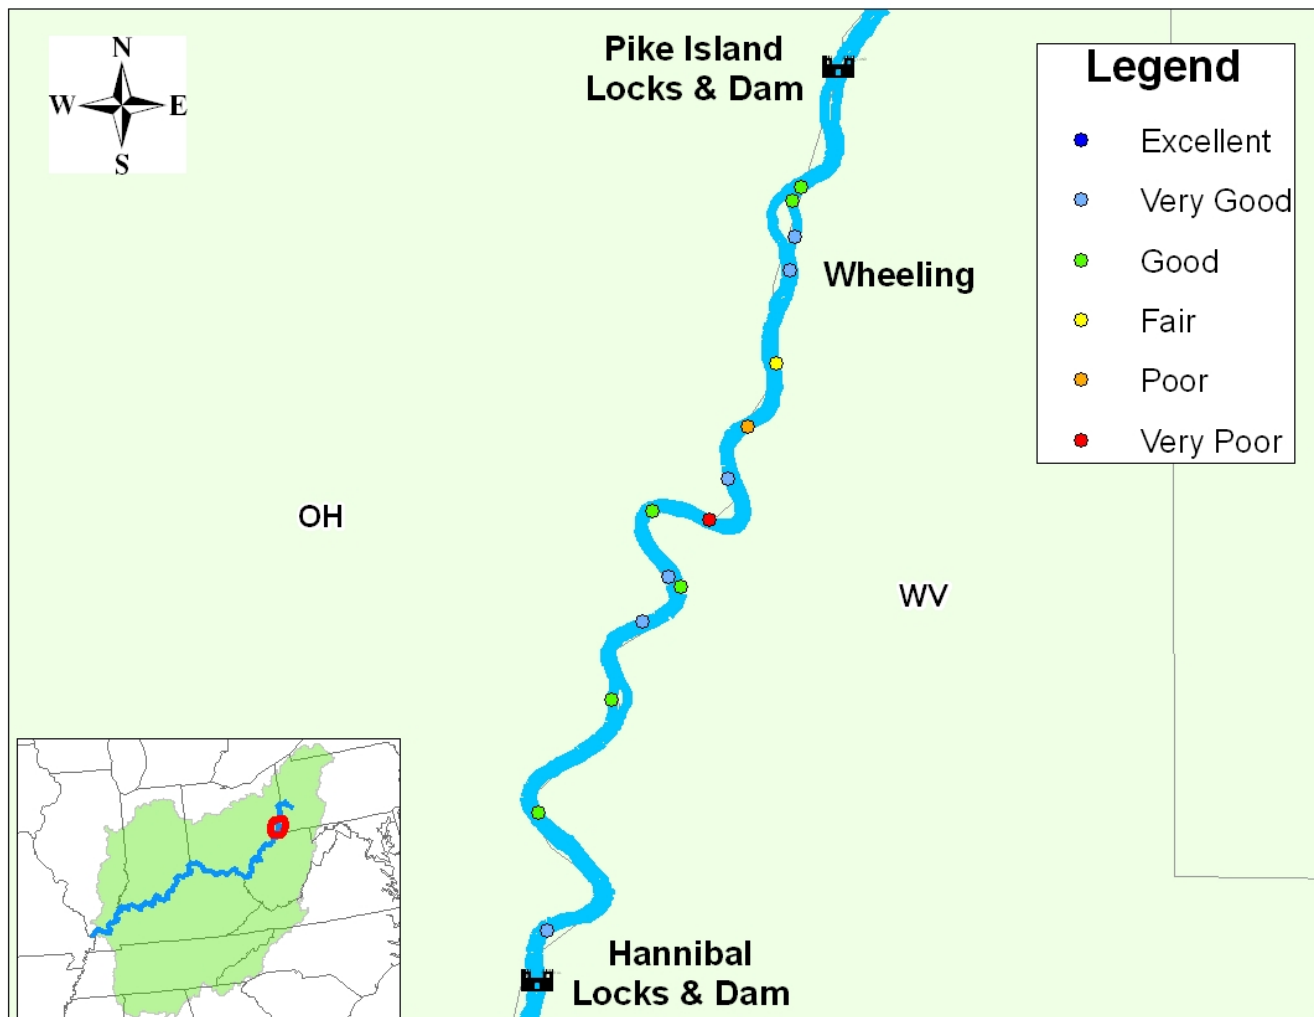 N
W E
S
Pike Island
Locks & Dam
Legend
Excellent
Very Good
Good
Fair
Poor
Very Poor
Wheeling
OH
WV
Hannibal
Locks & Dam